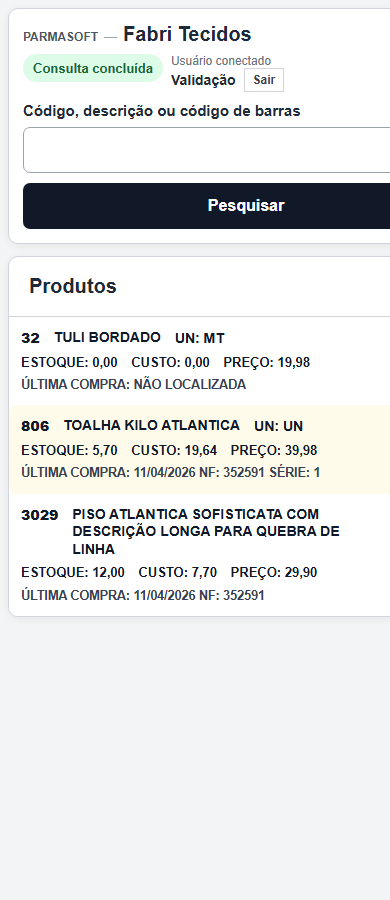 PARMASOFT — Fabri Tecidos
Consulta concluída
Usuário conectado
Validação Sair
Código, descrição ou código de barras
Pesquisar
Produtos
32 TULI BORDADO UN: MT
ESTOQUE: 0,00 CUSTO: 0,00 PREÇO: 19,98
ÚLTIMA COMPRA: NÃO LOCALIZADA
806 TOALHA KILO ATLANTICA UN: UN
ESTOQUE: 5,70 CUSTO: 19,64 PREÇO: 39,98
ÚLTIMA COMPRA: 11/04/2026 NF: 352591 SÉRIE: 1
3029 PISO ATLANTICA SOFISTICATA COM
DESCRIÇÃO LONGA PARA QUEBRA DE
LINHA
ESTOQUE: 12,00 CUSTO: 7,70 PREÇO: 29,90
ÚLTIMA COMPRA: 11/04/2026 NF: 352591